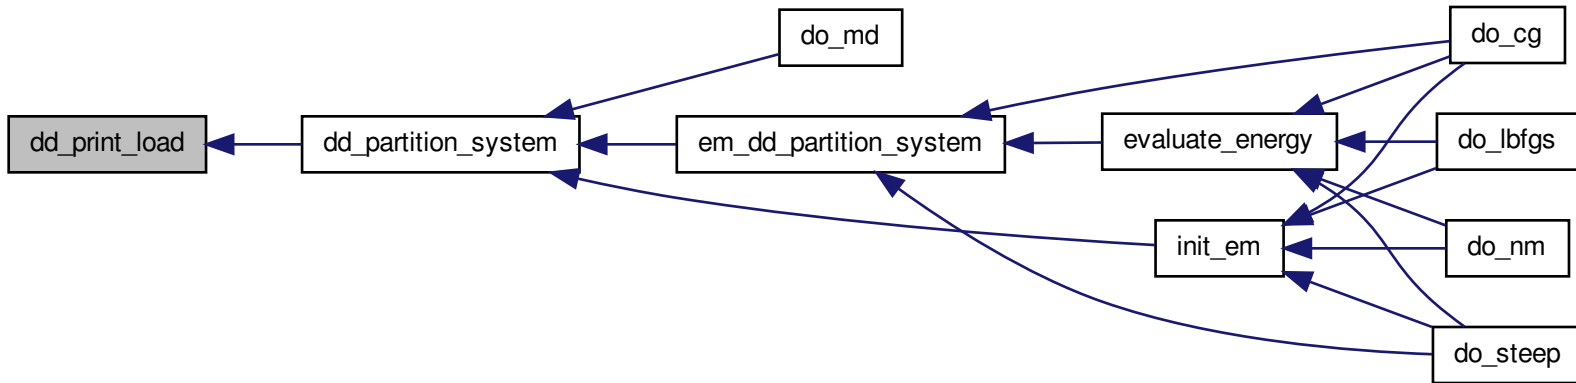 dd_print_load
dd_partition_system
do_md
em_dd_partition_system
evaluate_energy
init_em
do_cg
do_lbfgs
do_nm
do_steep